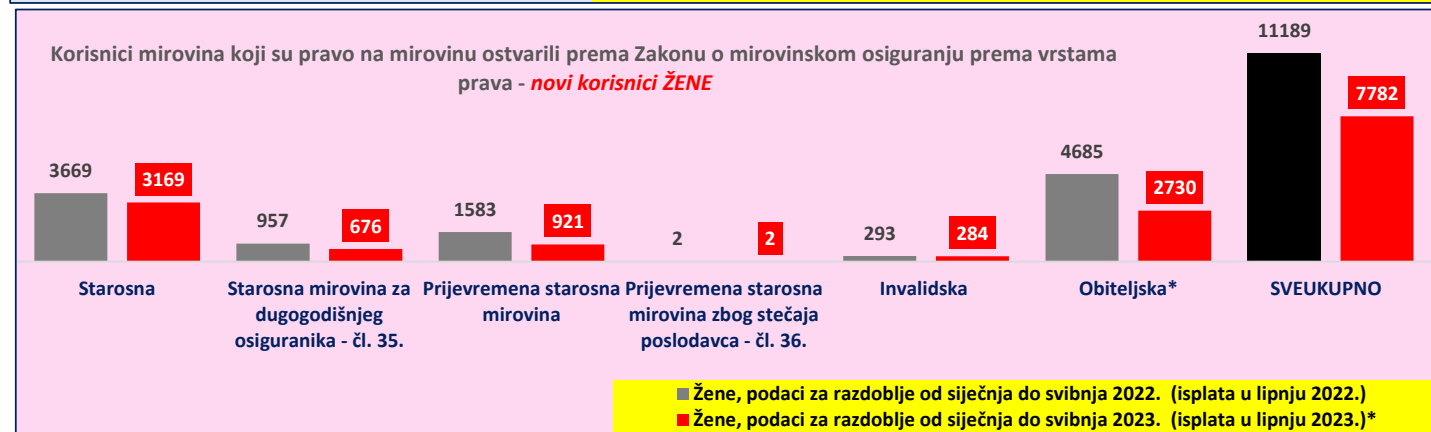 Korisnici mirovina koji su pravo na mirovinu ostvarili prema Zakonu o mirovinskom osiguranju prema vrstama
prava - novi korisnici ŽENE
3669
3169
957
676
1583
921
2
2
293
284
4685
2730
11189
7782
Starosna
Starosna mirovina za
dugogodišnjeg
osiguranika - čl. 35.
Prijevremena starosna
mirovina
Prijevremena starosna
mirovina zbog stečaja
poslodavca - čl. 36.
Invalidska
Obiteljska*
SVEUKUPNO
Žene, podaci za razdoblje od siječnja do svibnja 2022. (isplata u lipnju 2022.)
Žene, podaci za razdoblje od siječnja do svibnja 2023. (isplata u lipnju 2023.)*